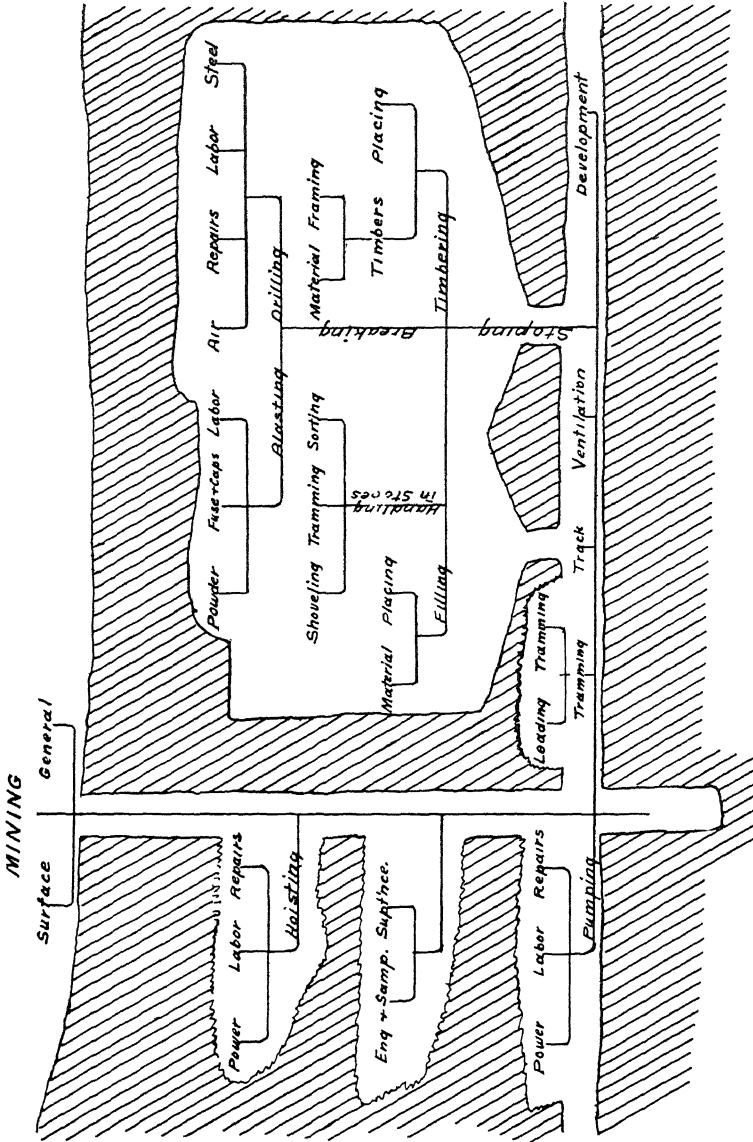 MINING
Surface General
Power Labor Repairs
Hoisting
Eng + Samp. Supt'nce.
Power Labor Repairs
Pumping
Powder Fuse+Caps Labor
Blasting
Air Repairs Labor Steel
Drilling
Breaking
Shoveling Tramming Sorting
Handling
in Stopes
Material Framing
Timbers Placing
Timbering
Material Placing
Filling
Stoping
Loading Tramming
Tramming
Track
Ventilation
Development